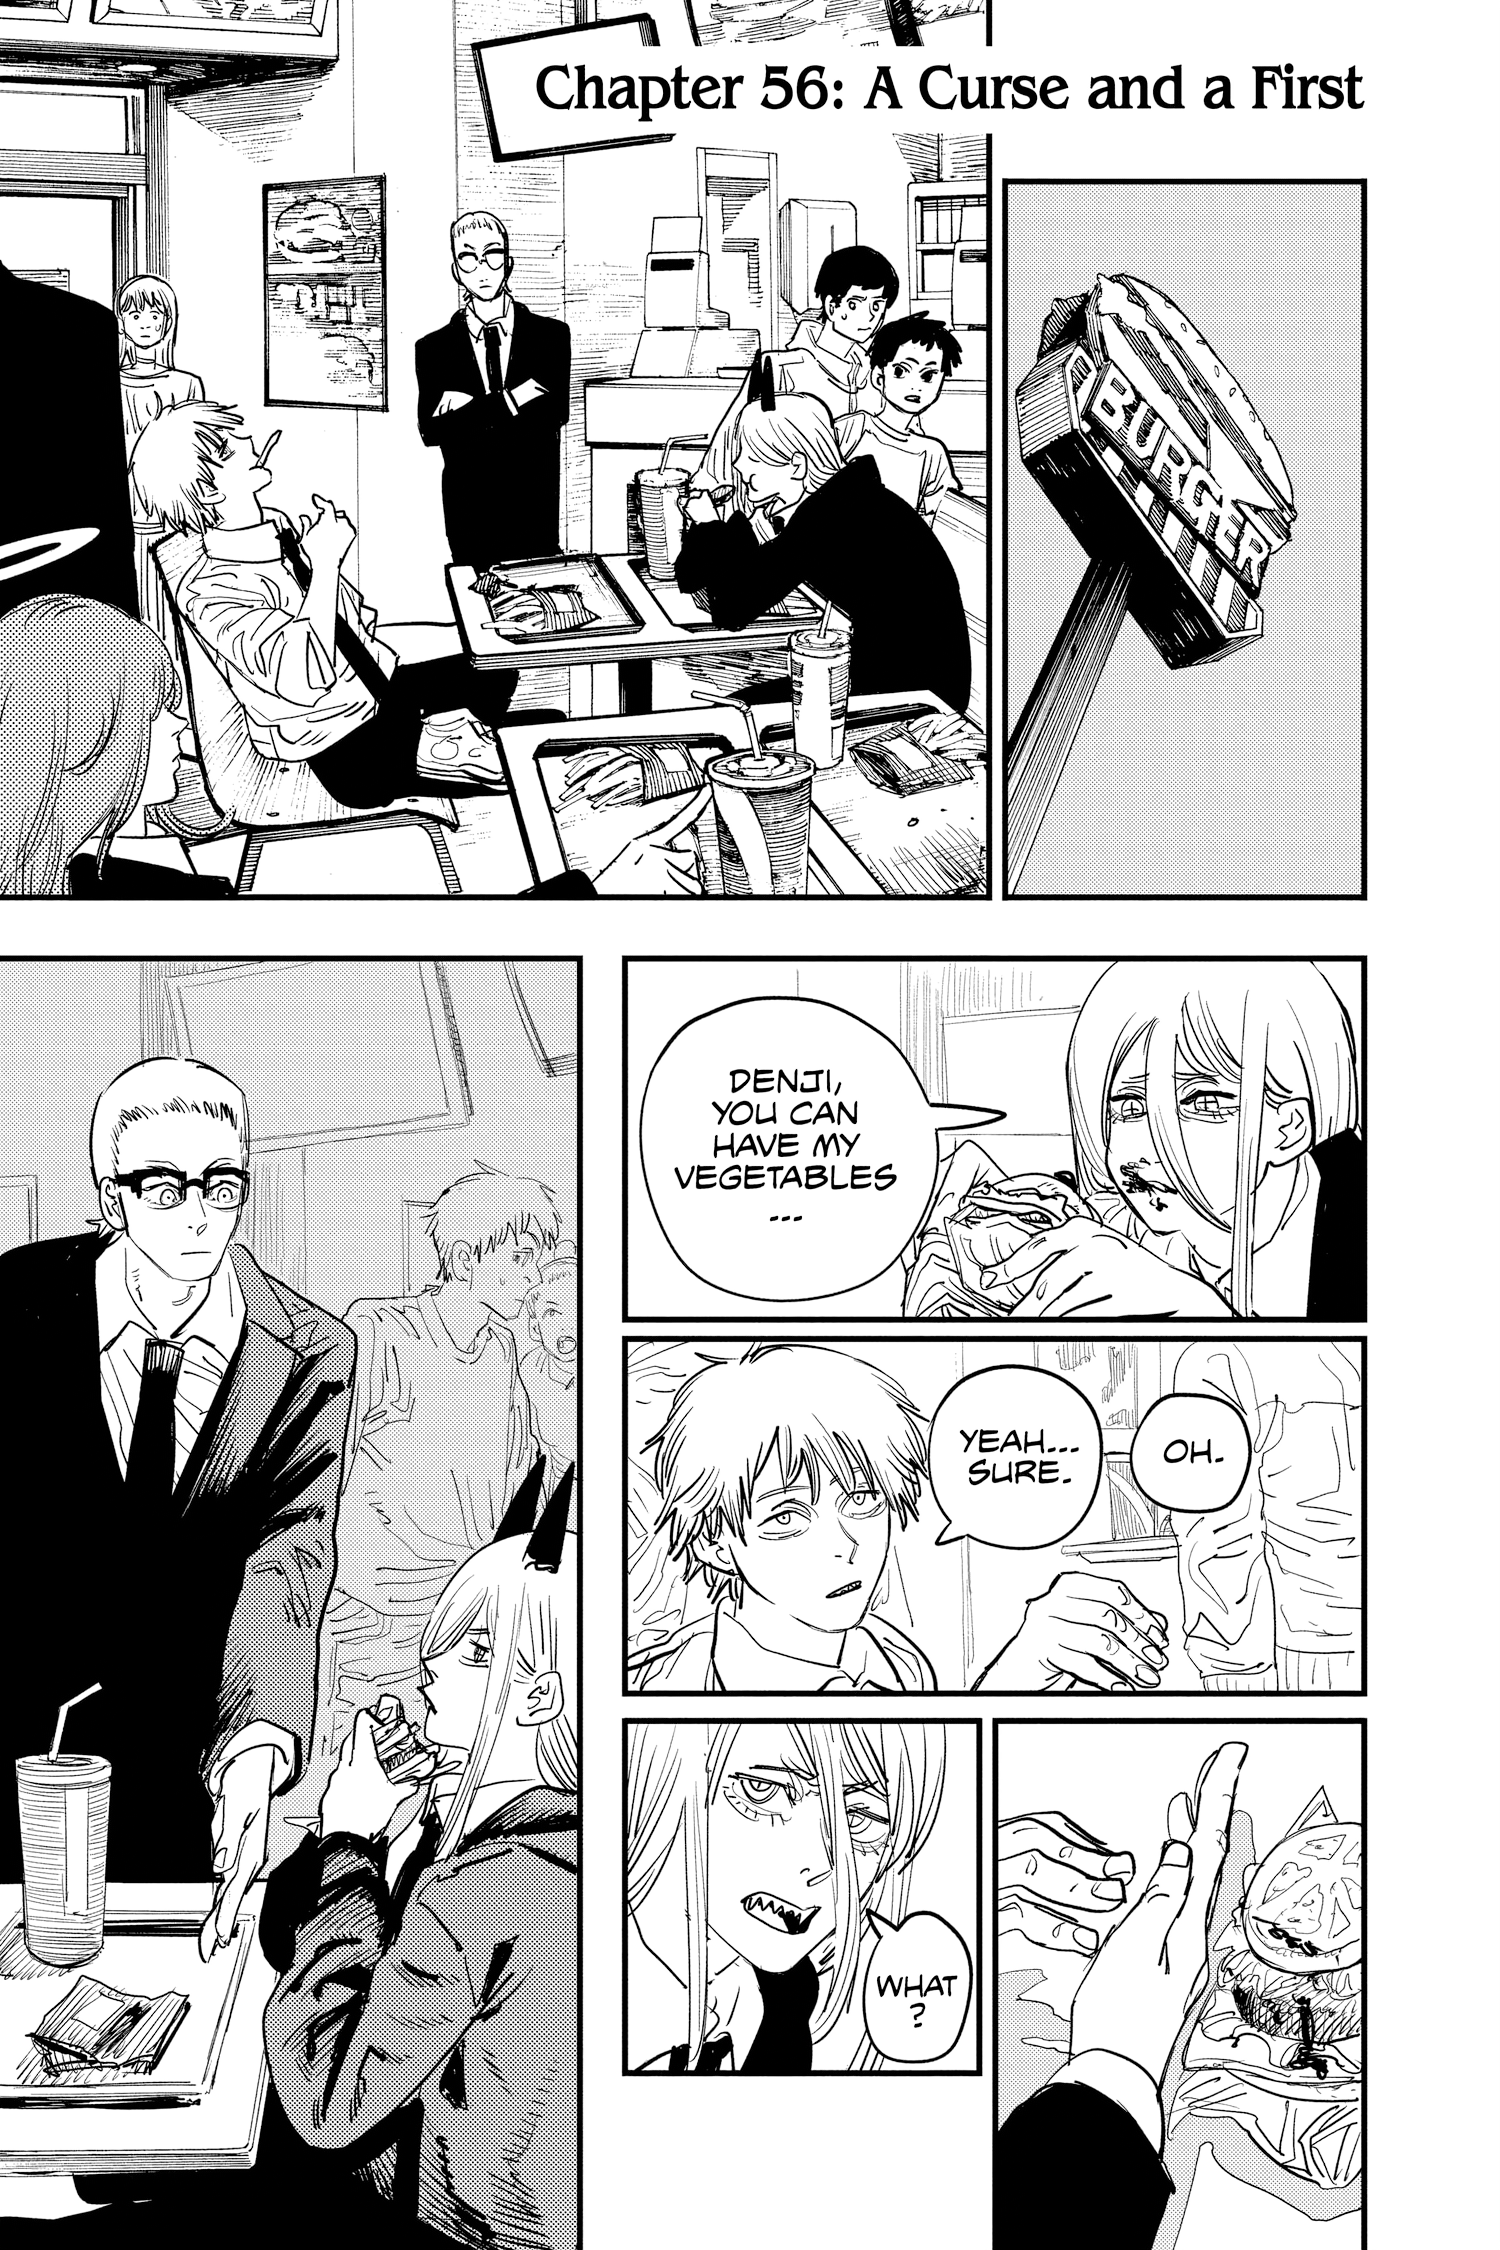 Chapter 56: A Curse and a First
BURGER
DENJI,
YOU CAN
HAVE MY
VEGETABLES
...
OH.
YEAH...
SURE.
WHAT
?